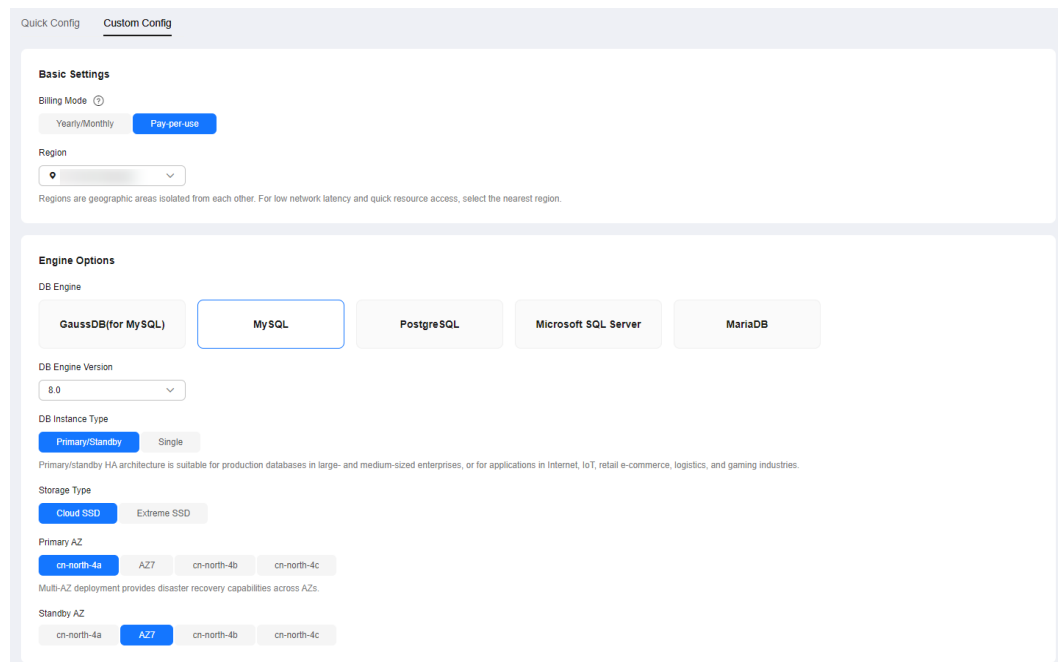 Quick Config Custom Config
Basic Settings
Billing Mode ?
Yearly/Monthly Pay-per-use
Region
Regions are geographic areas isolated from each other. For low network latency and quick resource access, select the nearest region.
Engine Options
DB Engine
GaussDB(for MySQL) MySQL PostgreSQL Microsoft SQL Server MariaDB
DB Engine Version
8.0
DB Instance Type
Primary/Standby Single
Primary/standby HA architecture is suitable for production databases in large- and medium-sized enterprises, or for applications in Internet, IoT, retail e-commerce, logistics, and gaming industries.
Storage Type
Cloud SSD Extreme SSD
Primary AZ
cn-north-4a AZ7 cn-north-4b cn-north-4c
Multi-AZ deployment provides disaster recovery capabilities across AZs.
Standby AZ
cn-north-4a AZ7 cn-north-4b cn-north-4c